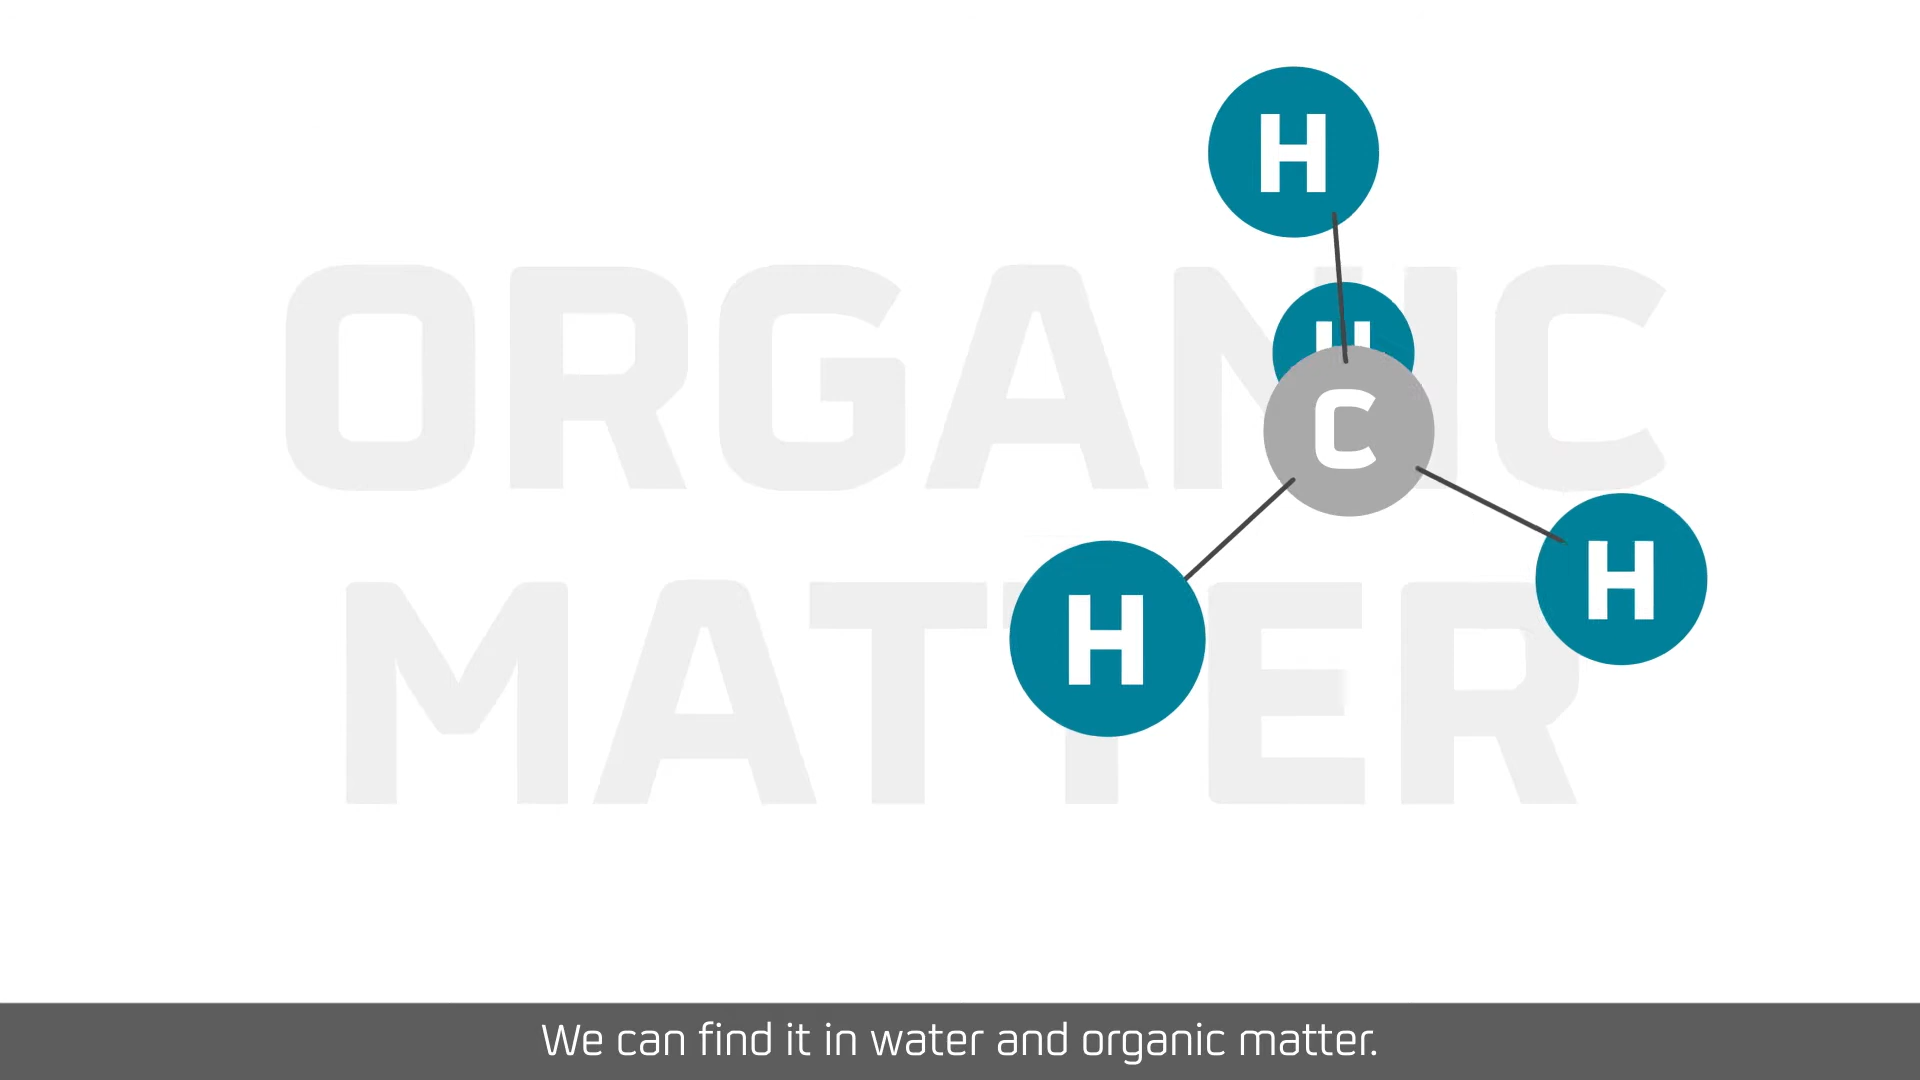 H
H
C
H
H
ORGANIC
MATTER
We can find it in water and organic matter.